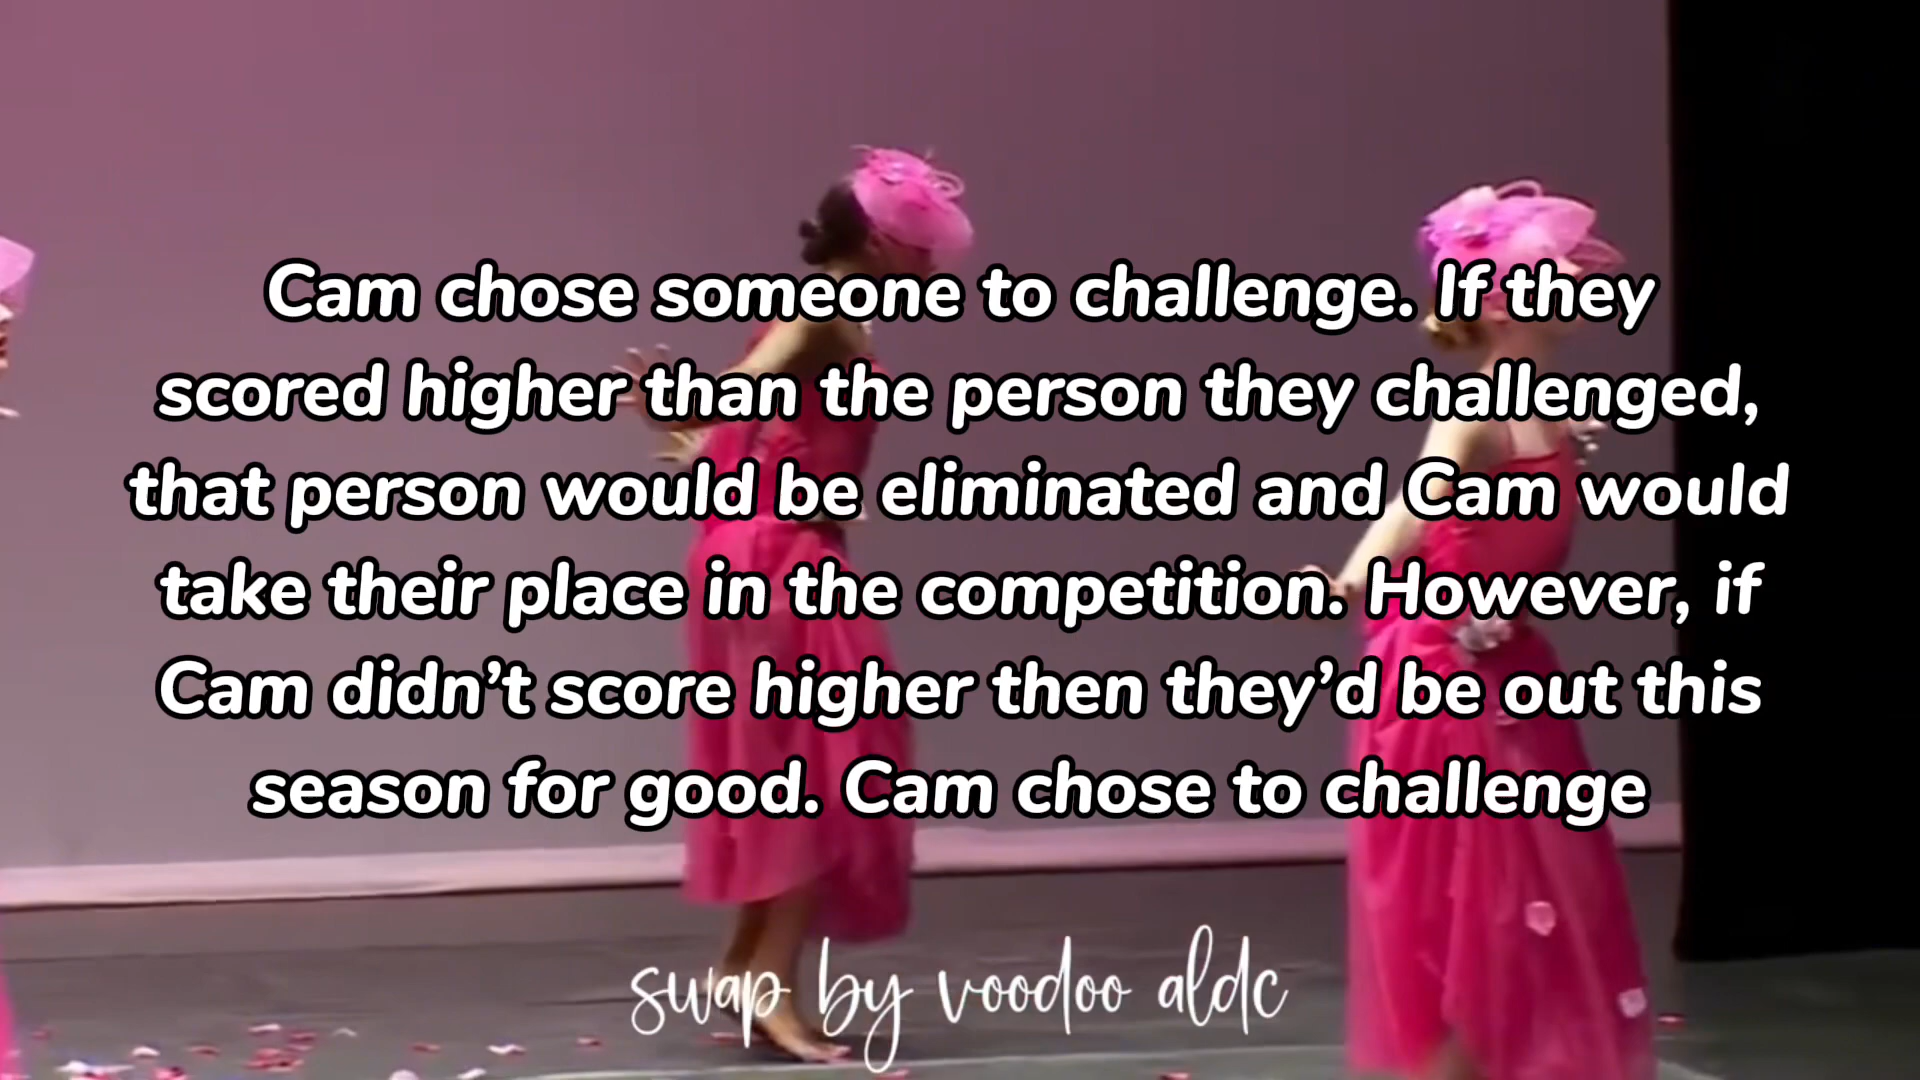 Cam chose someone to challenge. If they
scored higher than the person they challenged,
that person would be eliminated and Cam would
take their place in the competition. However, if
Cam didn’t score higher then they’d be out this
season for good. Cam chose to challenge
swap by voodoo aldc